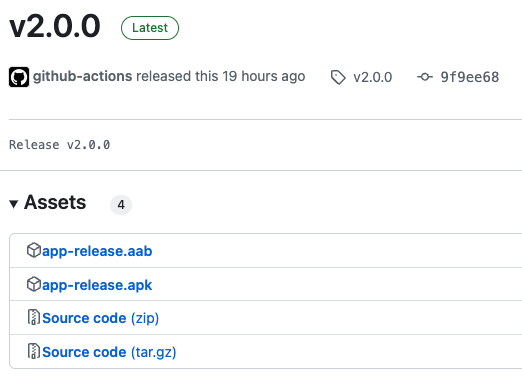 v2.0.0 Latest
github-actions released this 19 hours ago v2.0.0 9f9ee68
Release v2.0.0
Assets 4
app-release.aab
app-release.apk
Source code (zip)
Source code (tar.gz)